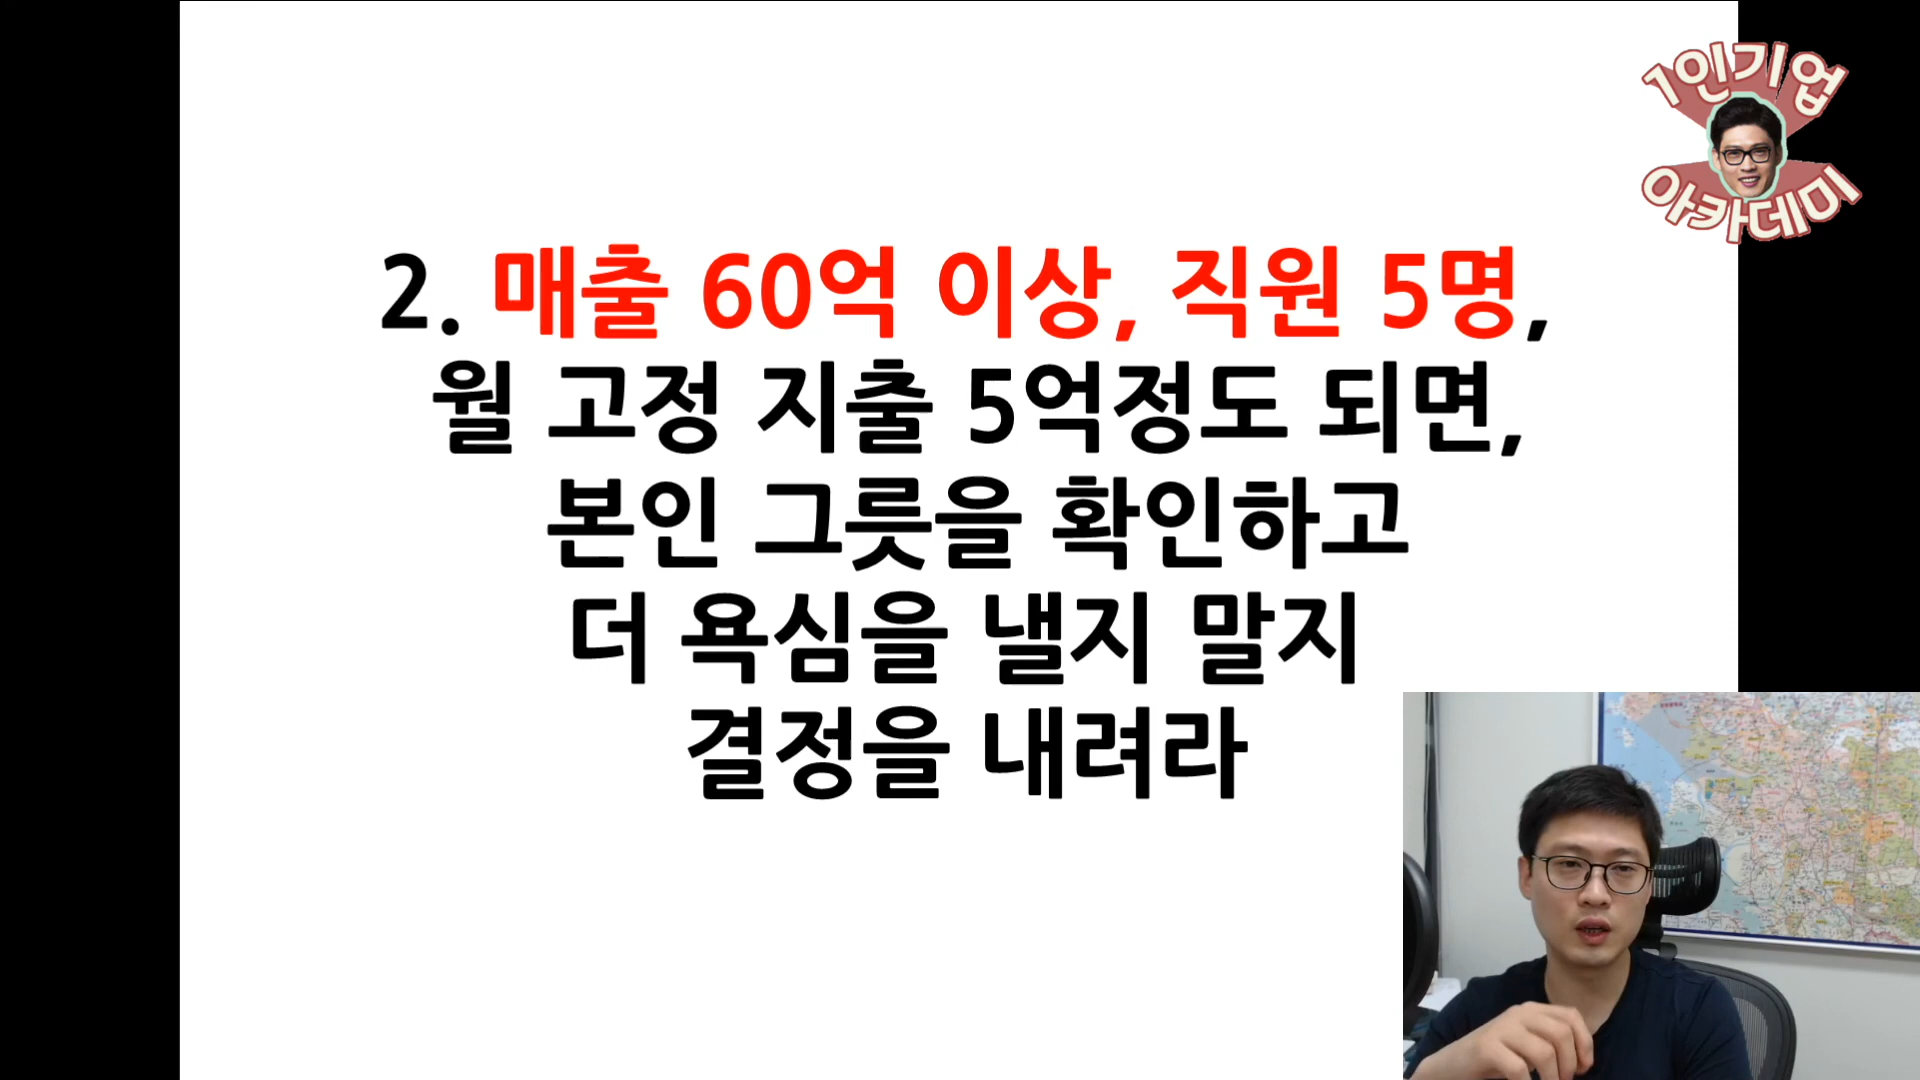 1인기업
아카데미
2. 매출 60억 이상, 직원 5명,
월 고정 지출 5억정도 되면,
본인 그릇을 확인하고
더 욕심을 낼지 말지
결정을 내려라